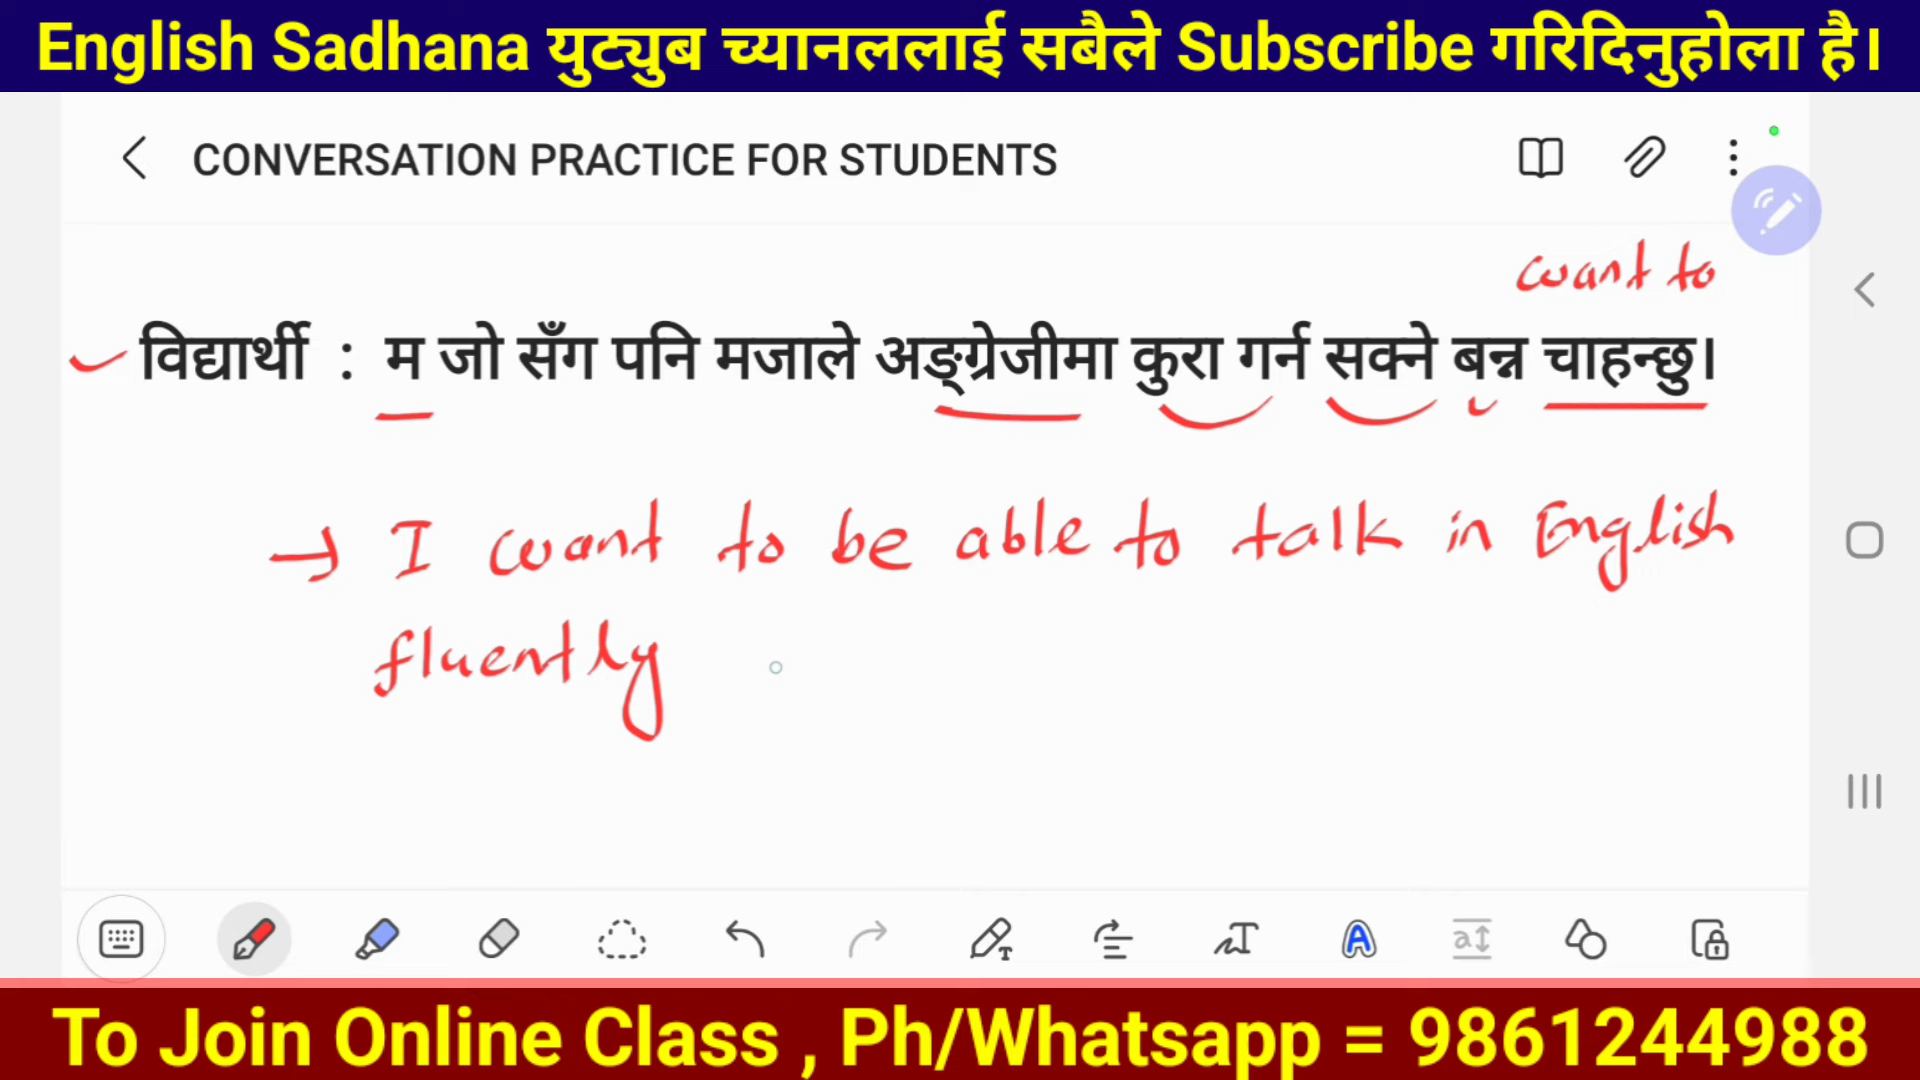 English Sadhana युट्युब च्यानललाई सबैले Subscribe गरिदिनुहोला है।
CONVERSATION PRACTICE FOR STUDENTS
want to
विद्यार्थी : म जो सँग पनि मजाले अङ्ग्रेजीमा कुरा गर्न सक्ने बन्न चाहन्छु।
→ I want to be able to talk in English
fluently
To Join Online Class , Ph/Whatsapp = 9861244988